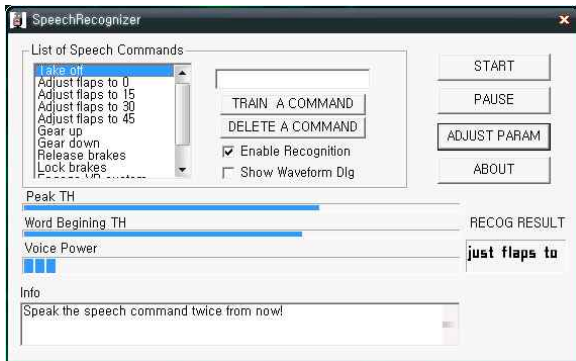 SpeechRecognizer
List of Speech Commands
Take off
Adjust flaps to 0
Adjust flaps to 15
Adjust flaps to 30
Adjust flaps to 45
Gear up
Gear down
Release brakes
Lock brakes
TRAIN A COMMAND
DELETE A COMMAND
Enable Recognition
Show Waveform Dlg
START
PAUSE
ADJUST PARAM
ABOUT
Peak TH
Word Begining TH
Voice Power
RECOG RESULT
just flaps to
Info
Speak the speech command twice from now!